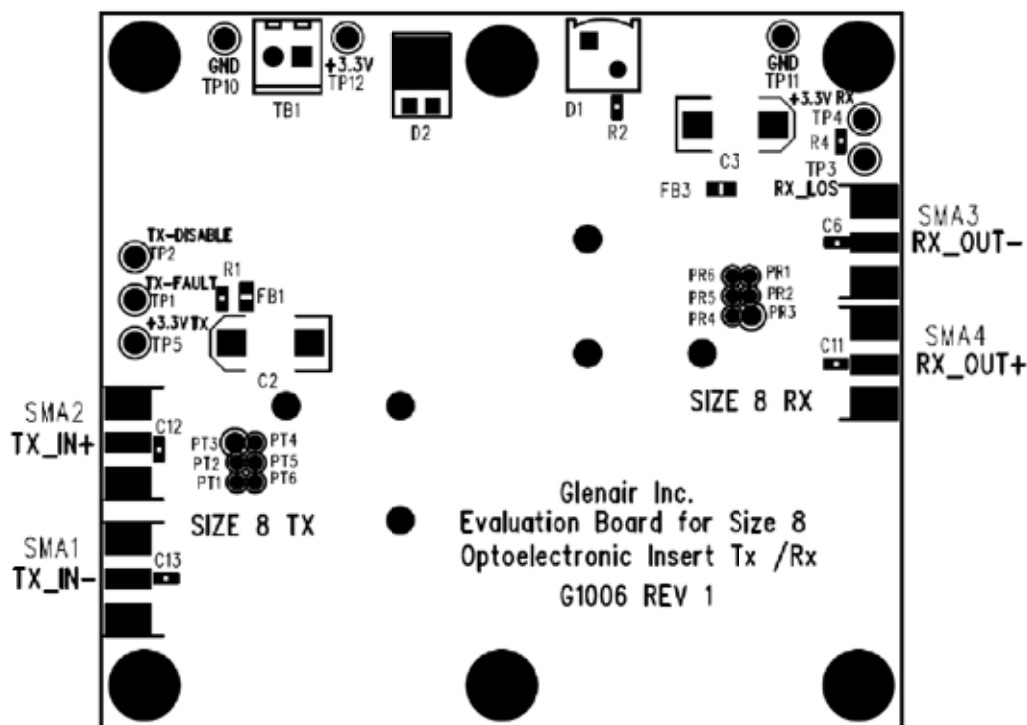 GND
TP10
TB1
+3.3V
TP12
D2
D1
R2
GND
TP11
+3.3V RX
TP4
R4
TP3
RX_LOS
C3
FB3
SMA3
RX_OUT-
C6
PR6 PR1
PR5 PR2
PR4 PR3
SMA4
RX_OUT+
C11
SIZE 8 RX
TX-DISABLE
TP2
TX-FAULT
TP1
+3.3V TX
TP5
R1
FB1
C2
SMA2
TX_IN+
C12
PT3 PT4
PT2 PT5
PT1 PT6
SIZE 8 TX
SMA1
TX_IN-
C13
Glenair Inc.
Evaluation Board for Size 8
Optoelectronic Insert Tx /Rx
G1006 REV 1